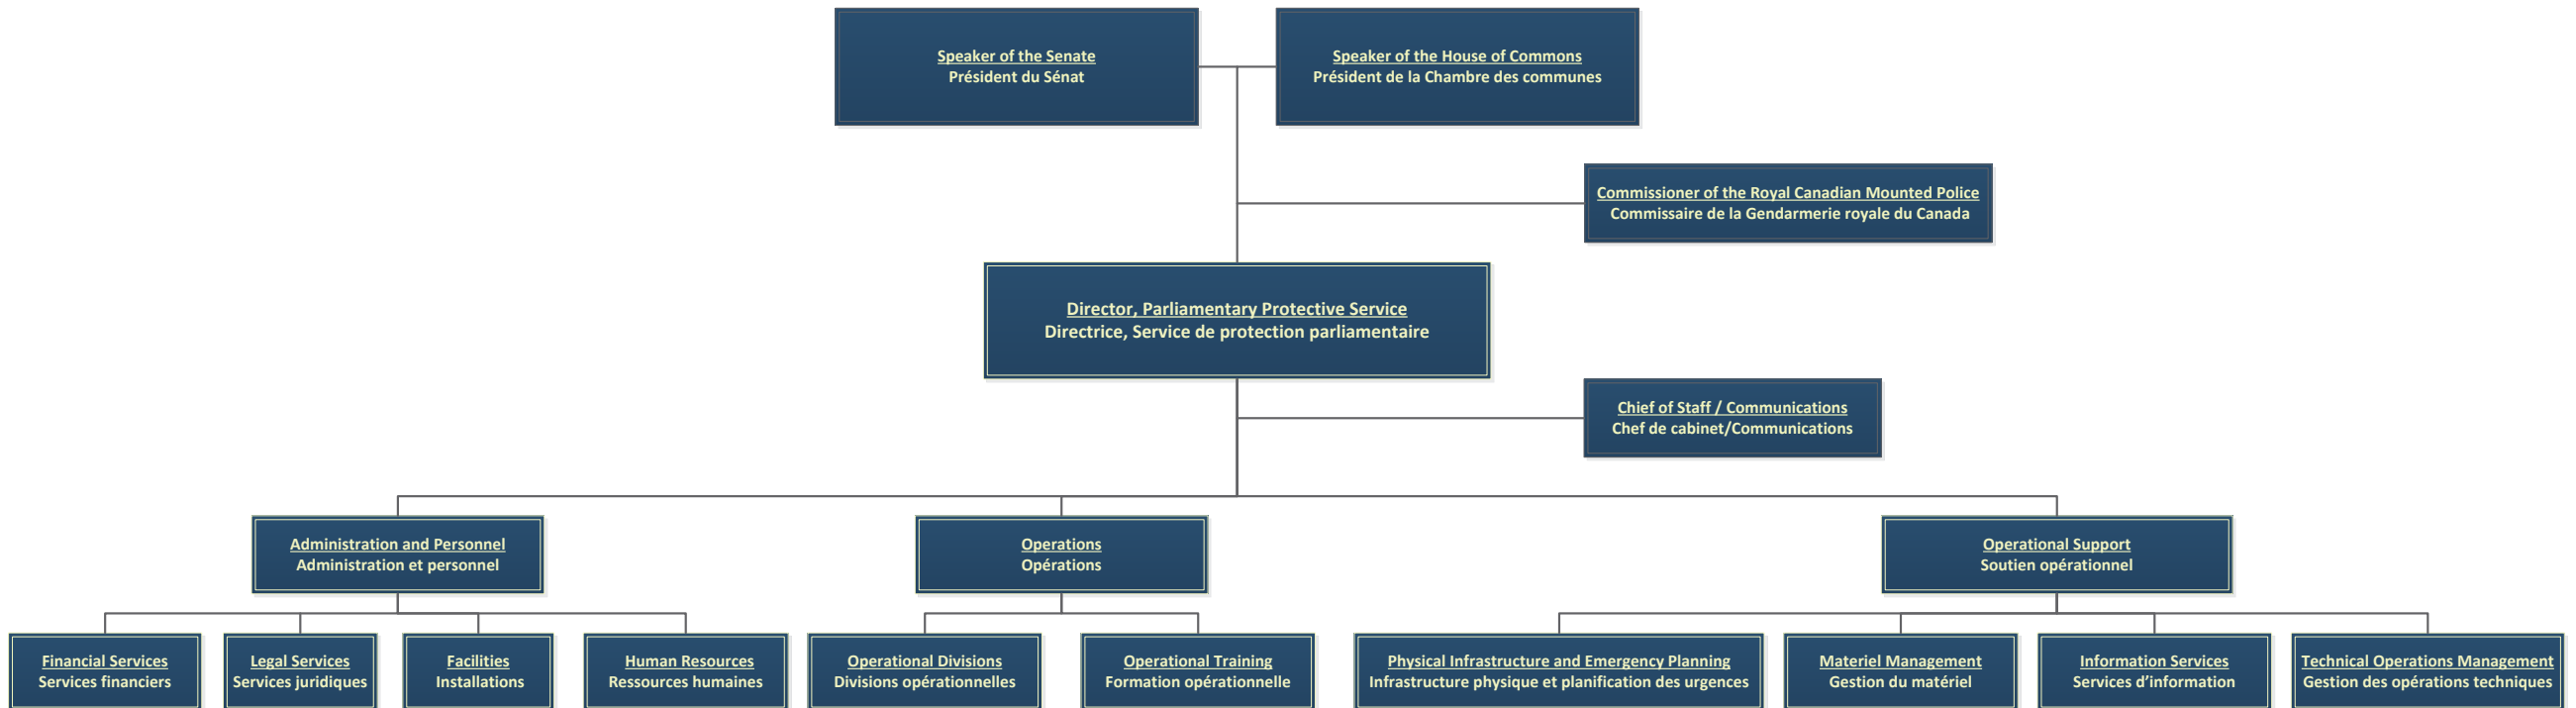 Speaker of the Senate
Président du Sénat
Speaker of the House of Commons
Président de la Chambre des communes
Commissioner of the Royal Canadian Mounted Police
Commissaire de la Gendarmerie royale du Canada
Director, Parliamentary Protective Service
Directrice, Service de protection parlementaire
Chief of Staff / Communications
Chef de cabinet/Communications
Administration and Personnel
Administration et personnel
Operations
Opérations
Operational Support
Soutien opérationnel
Financial Services
Services financiers
Legal Services
Services juridiques
Facilities
Installations
Human Resources
Ressources humaines
Operational Divisions
Divisions opérationnelles
Operational Training
Formation opérationnelle
Physical Infrastructure and Emergency Planning
Infrastructure physique et planification des urgences
Materiel Management
Gestion du matériel
Information Services
Services d’information
Technical Operations Management
Gestion des opérations techniques